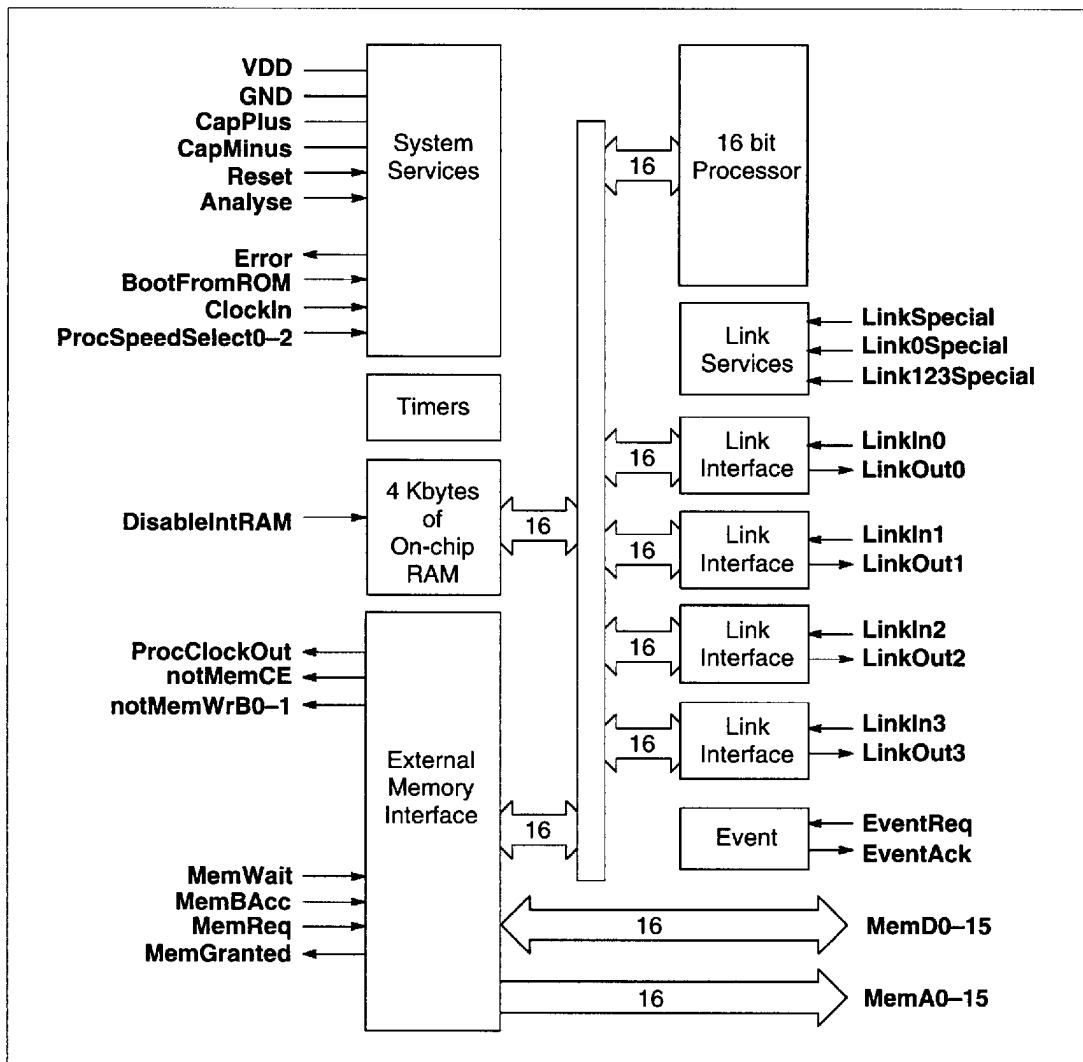 VDD
GND
CapPlus
CapMinus
Reset
Analyse
Error
BootFromROM
ClockIn
ProcSpeedSelect0–2
System
Services
16
16 bit
Processor
Link
Services
LinkSpecial
Link0Special
Link123Special
Timers
DisableIntRAM
4 Kbytes
of
On-chip
RAM
16
16
Link
Interface
LinkIn0
LinkOut0
16
Link
Interface
LinkIn1
LinkOut1
16
Link
Interface
LinkIn2
LinkOut2
16
Link
Interface
LinkIn3
LinkOut3
ProcClockOut
notMemCE
notMemWrB0–1
External
Memory
Interface
16
Event
EventReq
EventAck
MemWait
MemBAcc
MemReq
MemGranted
16
MemD0–15
16
MemA0–15